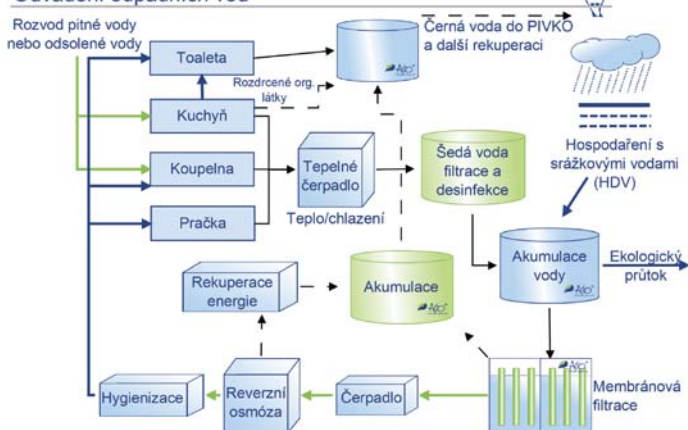 Rozvod pitné vody
nebo odsolené vody
Toaleta
Kuchyň
Koupelna
Pračka
Rozdrcené org.
látky
Černá voda do PIVKO
a další rekuperaci
Tepelné
čerpadlo
Teplo/chlazení
Šedá voda
filtrace a
desinfekce
Hospodaření s
srážkovými vodami
(HDV)
Rekuperace
energie
Akumulace
Akumulace
vody
Ekologický
průtok
Hygienizace
Reverzní
osmóza
Čerpadlo
Membránová
filtrace